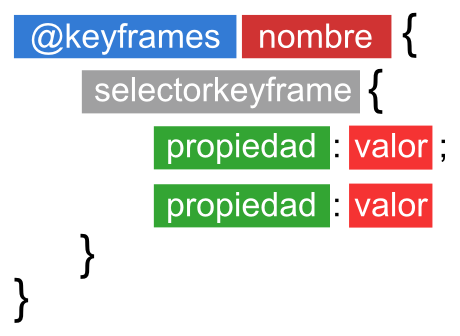 @keyframes nombre {
selectorkeyframe {
propiedad : valor ;
propiedad : valor
}
}